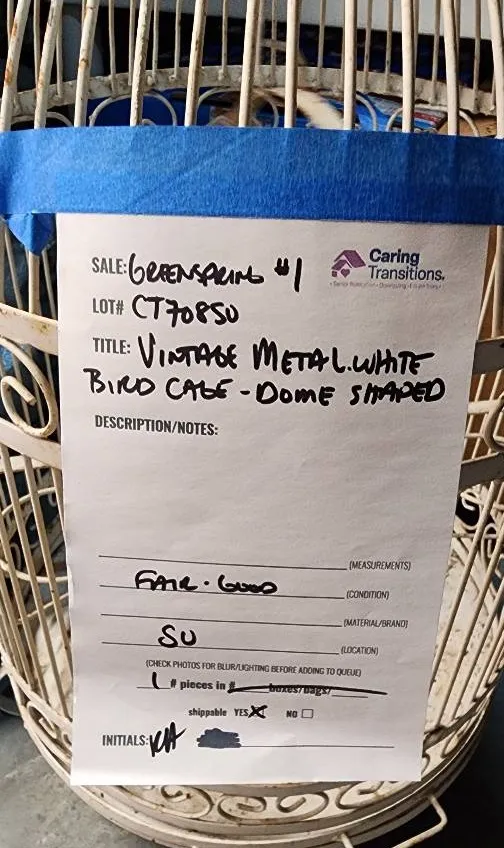 SALE: GREENSPRING #1
Caring
Transitions.
LOT# CT708SU
TITLE: VINTAGE METAL. WHITE
BIRD CAGE - DOME SHAPED
DESCRIPTION/NOTES:
(MEASUREMENTS)
FAIR - GOOD (CONDITION)
(MATERIAL/BRAND)
SU (LOCATION)
(CHECK PHOTOS FOR BLUR/LIGHTING BEFORE ADDING TO QUEUE)
1 # pieces in # boxes/bags/
shippable YES NO
INITIALS: KH